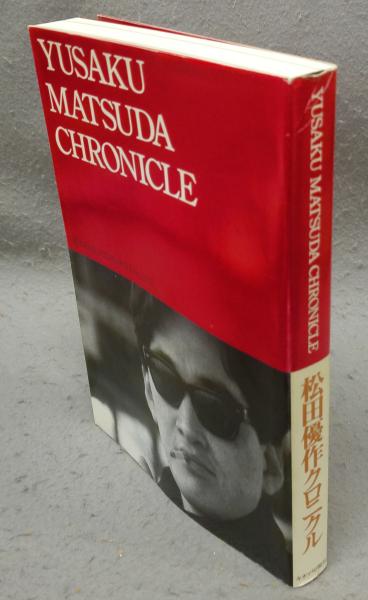 YUSAKU
MATSUDA
CHRONICLE
YUSAKU MATSUDA CHRONICLE
松田優作クロニクル